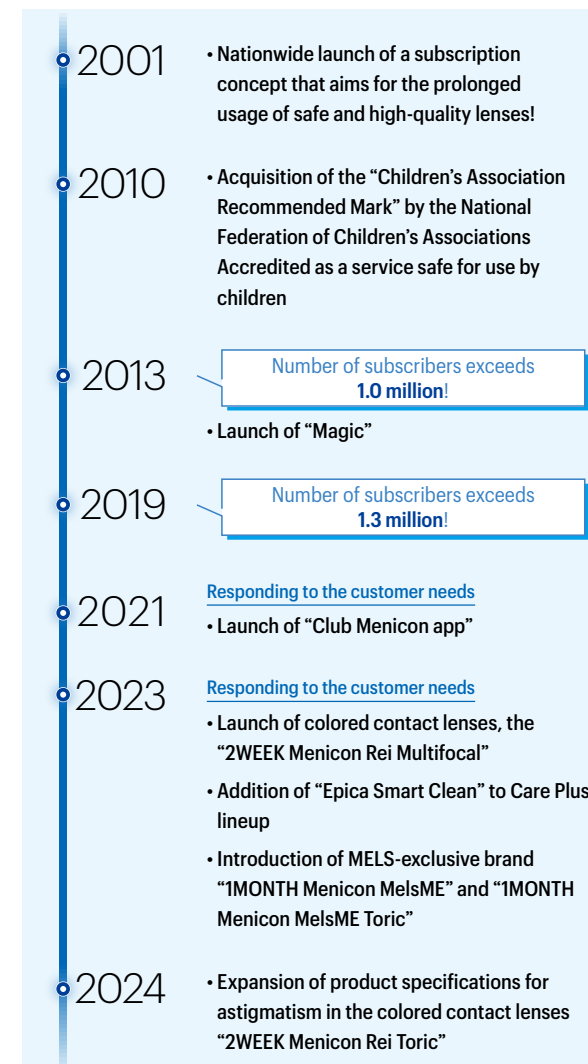 2001
• Nationwide launch of a subscription
concept that aims for the prolonged
usage of safe and high-quality lenses!
2010
• Acquisition of the “Children’s Association
Recommended Mark” by the National
Federation of Children’s Associations
Accredited as a service safe for use by
children
2013
Number of subscribers exceeds
1.0 million!
• Launch of “Magic”
2019
Number of subscribers exceeds
1.3 million!
2021
Responding to the customer needs
• Launch of “Club Menicon app”
2023
Responding to the customer needs
• Launch of colored contact lenses, the
“2WEEK Menicon Rei Multifocal”
• Addition of “Epica Smart Clean” to Care Plus
lineup
• Introduction of MELS-exclusive brand
“1MONTH Menicon MelsME” and “1MONTH
Menicon MelsME Toric”
2024
• Expansion of product specifications for
astigmatism in the colored contact lenses
“2WEEK Menicon Rei Toric”